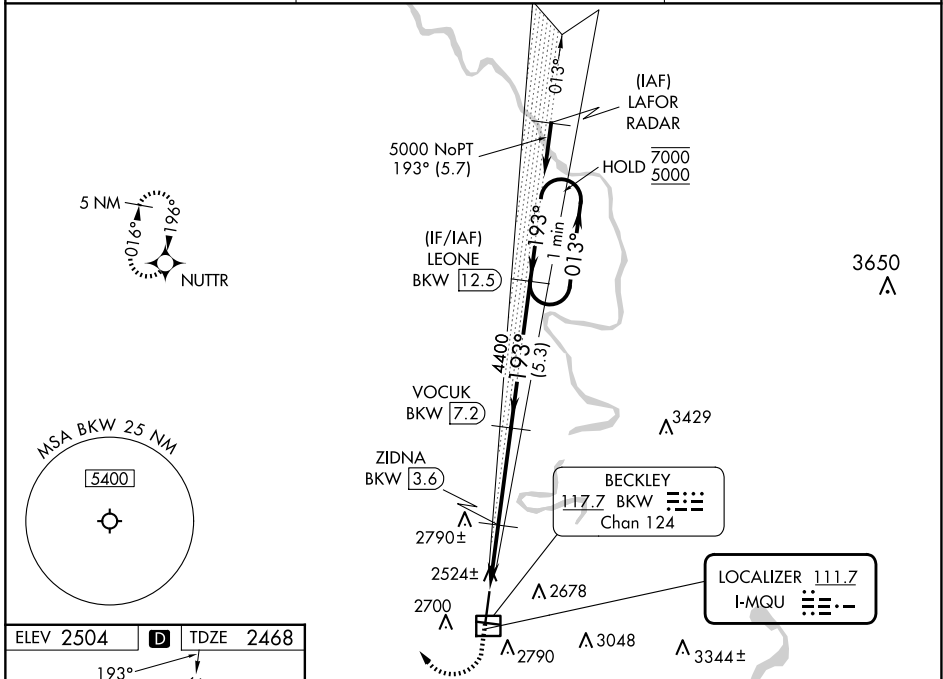 013°
(IAF)
LAFOR
RADAR
5000 NoPT
193° (5.7)
HOLD 7000
5000
193°
1 min
013°
5 NM
016°
196°
NUTTR
(IF/IAF)
LEONE
BKW 12.5
3650
4400
193°
(5.3)
VOCUK
BKW 7.2
3429
MSA BKW 25 NM
5400
ZIDNA
BKW 3.6
BECKLEY
117.7 BKW
Chan 124
2790±
2524±
2678
LOCALIZER 111.7
I-MQU
2700
2790
3048
3344±
ELEV 2504 D TDZE 2468
193°